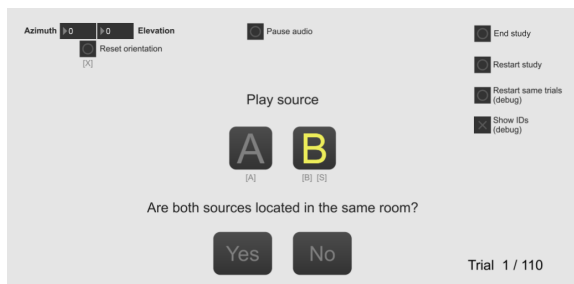 Azimuth 0 0 Elevation
Reset orientation
[X]
Pause audio
End study
Restart study
Restart same trials
(debug)
Show IDs
(debug)
Play source
A B
[A] [B] [S]
Are both sources located in the same room?
Yes No
Trial 1 / 110